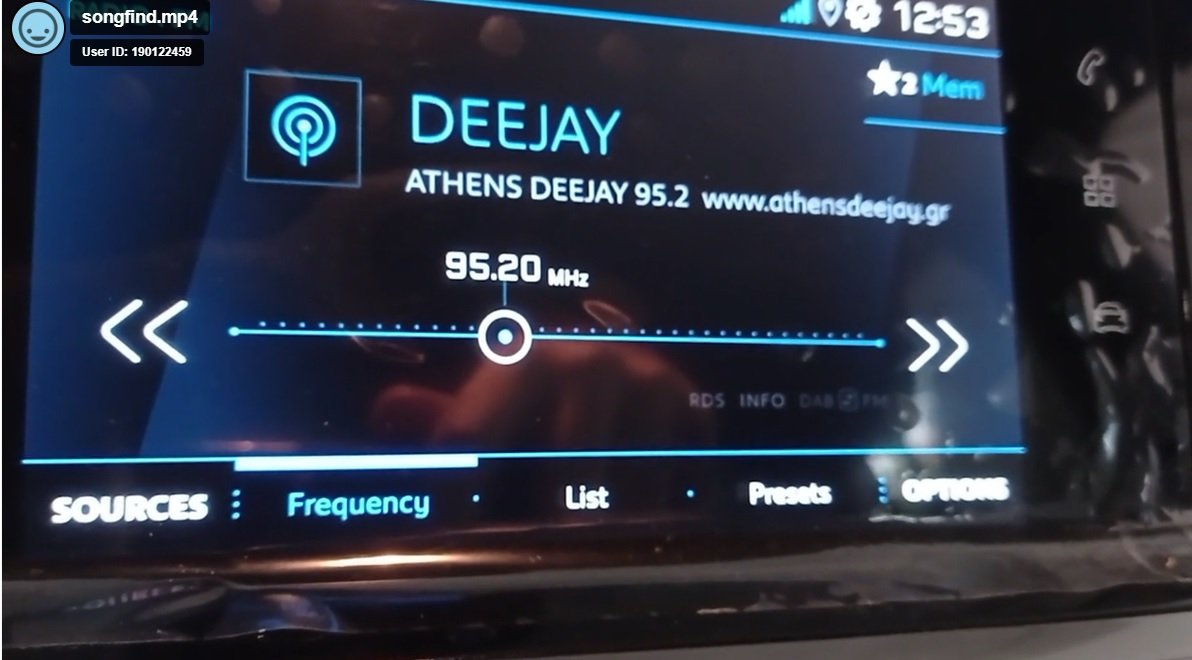 songfind.mp4
User ID: 190122459
12:53
2 Mem
DEEJAY
ATHENS DEEJAY 95.2 www.athensdeejay.gr
95.20 MHz
RDS INFO DAB FM
SOURCES Frequency List Presets OPTIONS